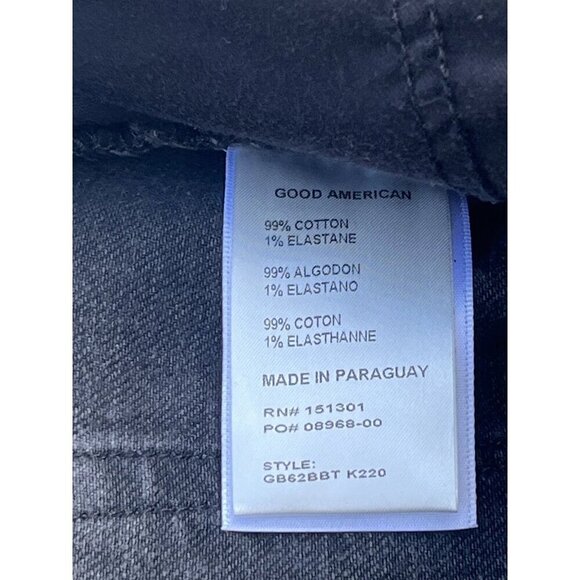 GOOD AMERICAN
99% COTTON
1% ELASTANE
99% ALGODON
1% ELASTANO
99% COTON
1% ELASTHANNE
MADE IN PARAGUAY
RN# 151301
PO# 08968-00
STYLE:
GB62BBT K220